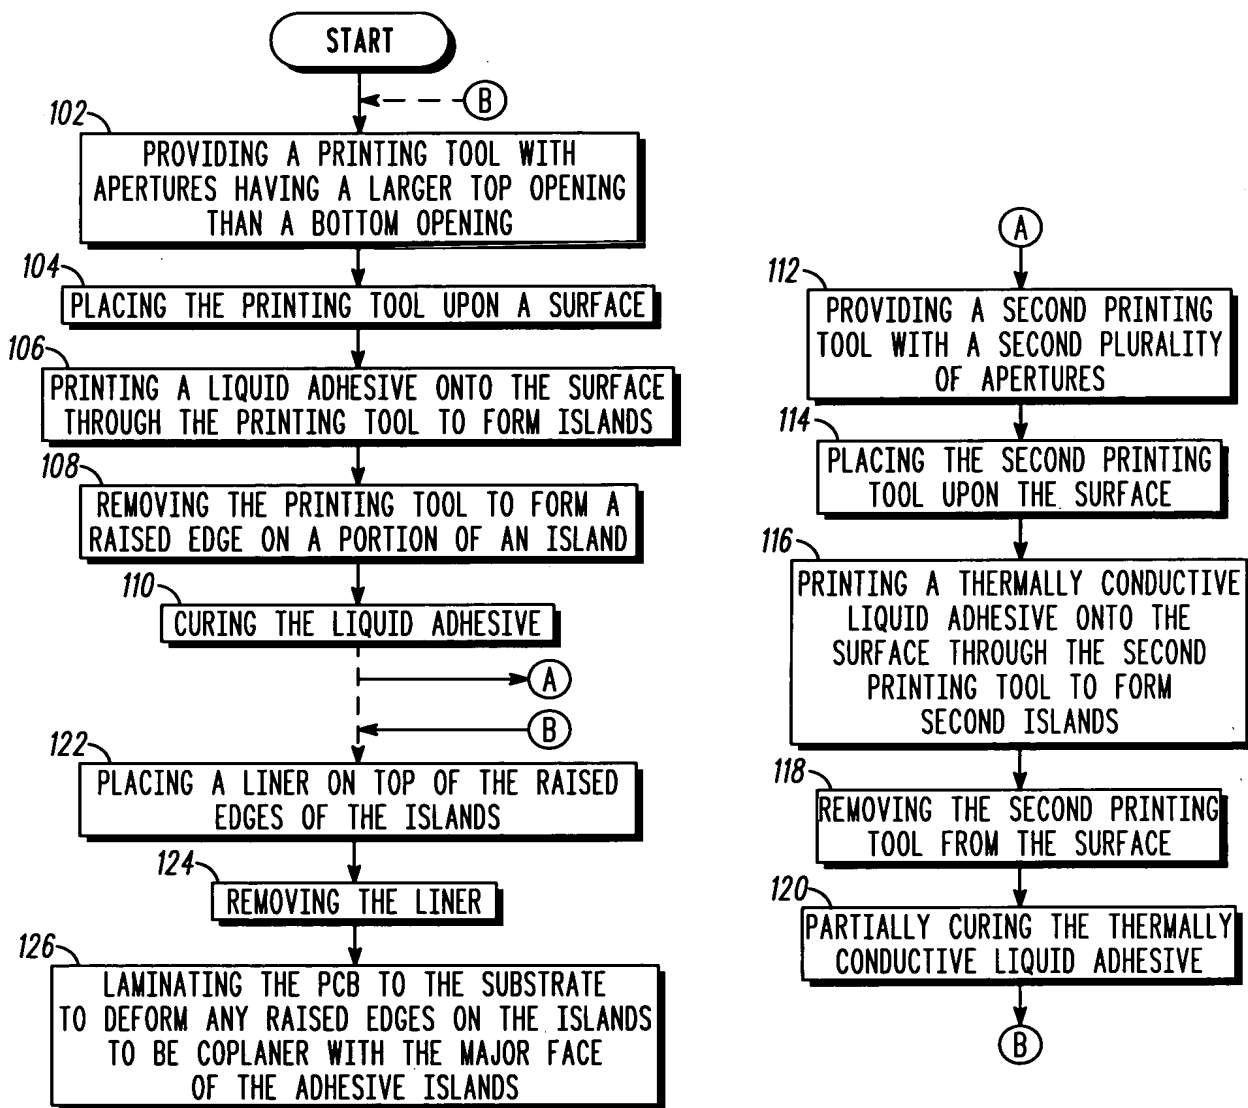 START
B
102
PROVIDING A PRINTING TOOL WITH
APERTURES HAVING A LARGER TOP OPENING
THAN A BOTTOM OPENING
104
PLACING THE PRINTING TOOL UPON A SURFACE
106
PRINTING A LIQUID ADHESIVE ONTO THE SURFACE
THROUGH THE PRINTING TOOL TO FORM ISLANDS
108
REMOVING THE PRINTING TOOL TO FORM A
RAISED EDGE ON A PORTION OF AN ISLAND
110
CURING THE LIQUID ADHESIVE
A
B
122
PLACING A LINER ON TOP OF THE RAISED
EDGES OF THE ISLANDS
124
REMOVING THE LINER
126
LAMINATING THE PCB TO THE SUBSTRATE
TO DEFORM ANY RAISED EDGES ON THE ISLANDS
TO BE COPLANER WITH THE MAJOR FACE
OF THE ADHESIVE ISLANDS
A
112
PROVIDING A SECOND PRINTING
TOOL WITH A SECOND PLURALITY
OF APERTURES
114
PLACING THE SECOND PRINTING
TOOL UPON THE SURFACE
116
PRINTING A THERMALLY CONDUCTIVE
LIQUID ADHESIVE ONTO THE
SURFACE THROUGH THE SECOND
PRINTING TOOL TO FORM
SECOND ISLANDS
118
REMOVING THE SECOND PRINTING
TOOL FROM THE SURFACE
120
PARTIALLY CURING THE THERMALLY
CONDUCTIVE LIQUID ADHESIVE
B